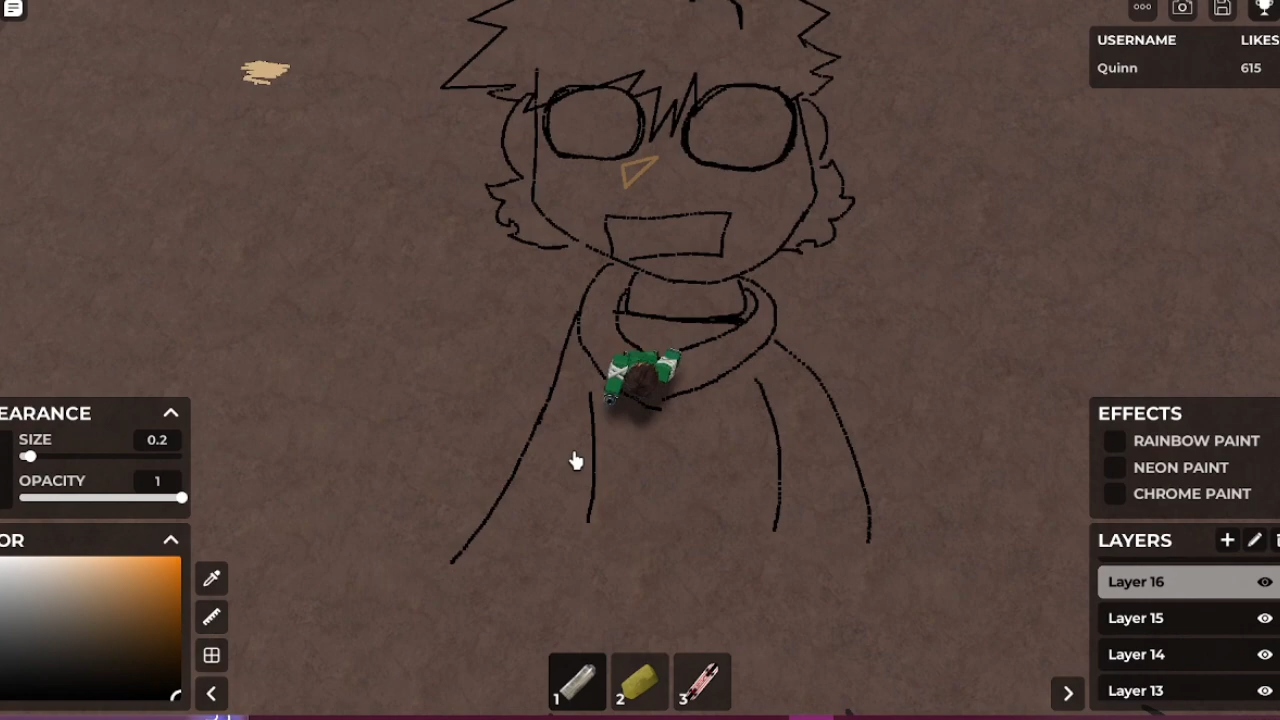 USERNAME LIKES
Quinn 615
EARANCE
SIZE 0.2
OPACITY 1
OR
EFFECTS
RAINBOW PAINT
NEON PAINT
CHROME PAINT
LAYERS
Layer 16
Layer 15
Layer 14
Layer 13
1 2 3